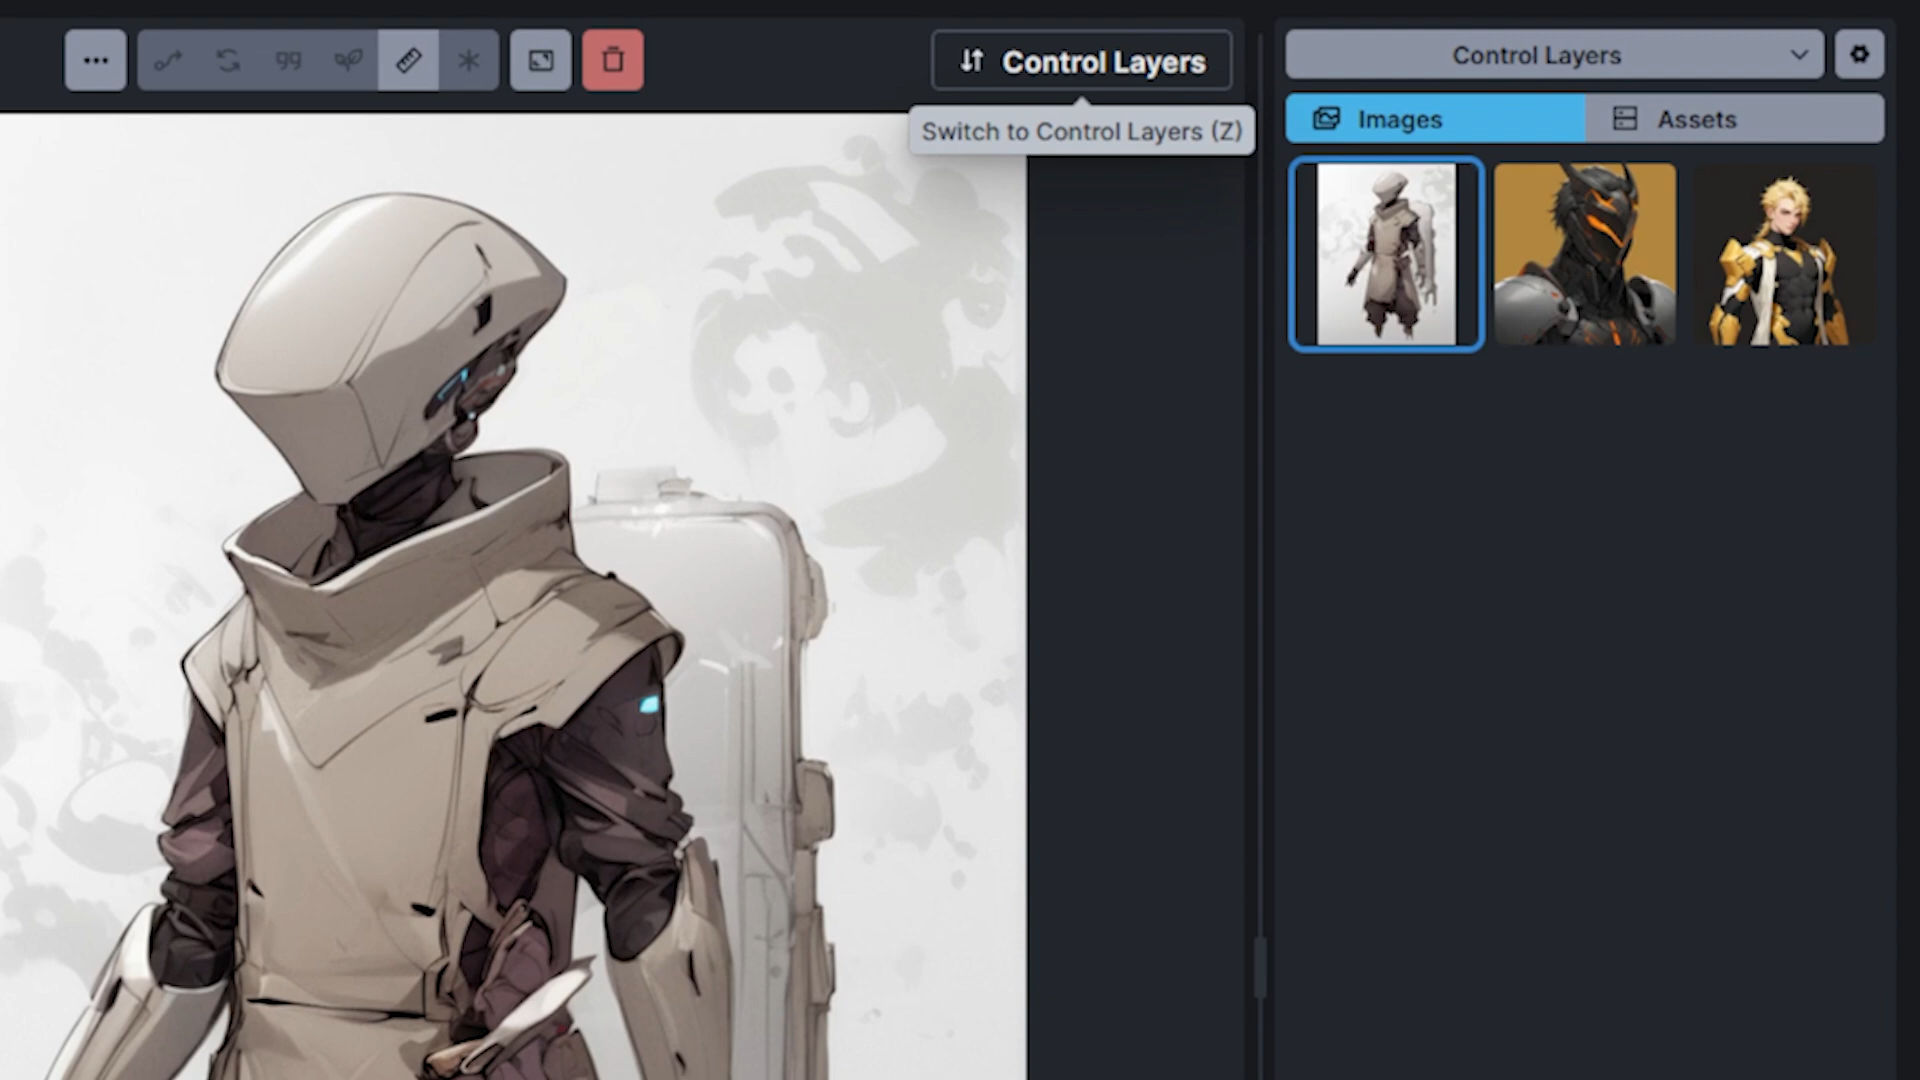 Control Layers
Switch to Control Layers (Z)
Control Layers
Images
Assets